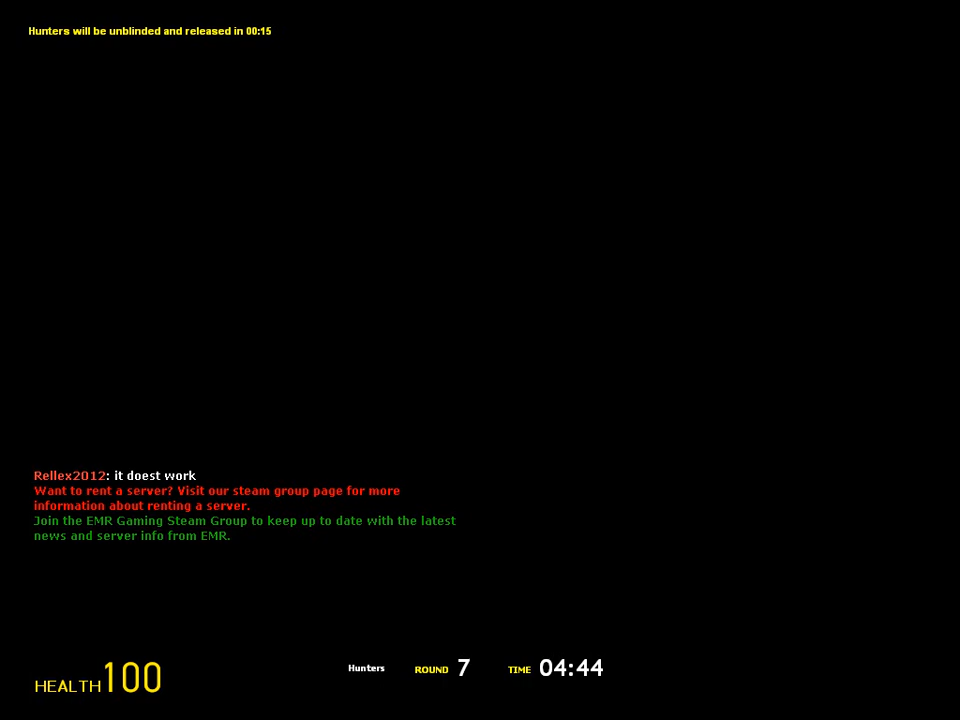 Hunters will be unblinded and released in 00:15
Rellex2012: it doest work
Want to rent a server? Visit our steam group page for more
information about renting a server.
Join the EMR Gaming Steam Group to keep up to date with the latest
news and server info from EMR.
HEALTH 100
Hunters ROUND 7 TIME 04:44